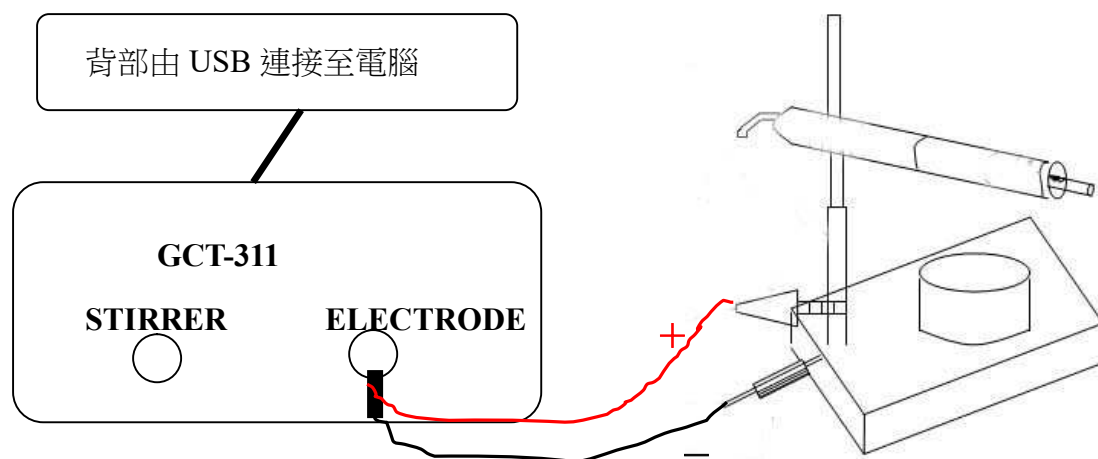 背部由 USB 連接至電腦
GCT-311
STIRRER
ELECTRODE
+
−